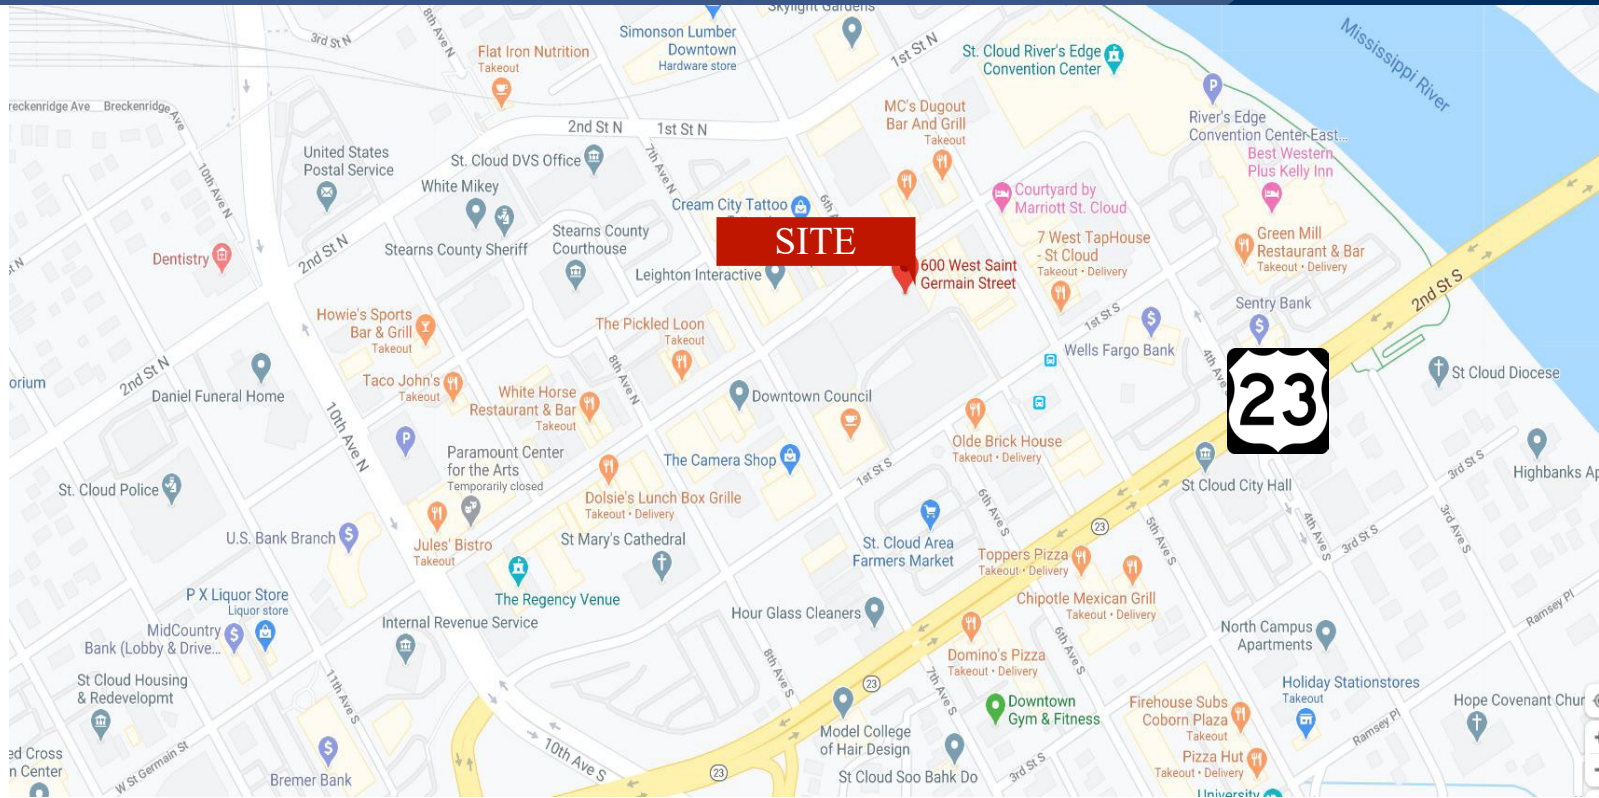 Skylight Gardens
Simonson Lumber
Downtown
Hardware store
8th Ave N
3rd St N
Flat Iron Nutrition
Takeout
1st St N
St. Cloud River's Edge
Convention Center
Mississippi River
Breckenridge
MC's Dugout
Bar And Grill
Takeout
River's Edge
Convention Center East...
2nd St N
1st St N
10th Ave N
United States
Postal Service
St. Cloud DVS Office
7th Ave N
Best Western
Plus Kelly Inn
White Mikey
Cream City Tattoo
6th
Courtyard by
Marriott St. Cloud
Stearns County Sheriff
Stearns County
Courthouse
SITE
7 West TapHouse
- St Cloud
Takeout • Delivery
Green Mill
Restaurant & Bar
Takeout • Delivery
2nd St N
Dentistry
Leighton Interactive
600 West Saint
Germain Street
2nd St S
Howie's Sports
Bar & Grill
Takeout
The Pickled Loon
Takeout
1st St S
Sentry Bank
Wells Fargo Bank
4th Ave
2nd St N
Daniel Funeral Home
Taco John's
Takeout
8th Ave N
White Horse
Restaurant & Bar
Takeout
Downtown Council
23
St Cloud Diocese
10th Ave N
P
Paramount Center
for the Arts
Temporarily closed
The Camera Shop
Olde Brick House
Takeout • Delivery
St Cloud City Hall
3rd St S
Highbanks Ap
St. Cloud Police
Dolsie's Lunch Box Grille
Takeout • Delivery
1st St S
6th Ave S
23
5th Ave S
4th Ave S
3rd St S
3rd Ave S
U.S. Bank Branch
Jules' Bistro
Takeout
St Mary's Cathedral
St. Cloud Area
Farmers Market
Toppers Pizza
Takeout • Delivery
P X Liquor Store
Liquor store
The Regency Venue
Chipotle Mexican Grill
Takeout • Delivery
Ramsey Pl
MidCountry
Bank (Lobby & Drive...
Internal Revenue Service
Hour Glass Cleaners
6th Ave S
North Campus
Apartments
St Cloud Housing
& Redevelopmt
11th Ave S
8th Ave S
23
Domino's Pizza
Takeout • Delivery
7th Ave S
Holiday Stationstores
Takeout
Hope Covenant Chur
Downtown
Gym & Fitness
Firehouse Subs
Coborn Plaza
Takeout
Ramsey Pl
ed Cross
n Center
W St Germain St
Bremer Bank
10th Ave S
23
Model College
of Hair Design
St Cloud Soo Bahk Do
3rd St S
Pizza Hut
Takeout • Delivery
University